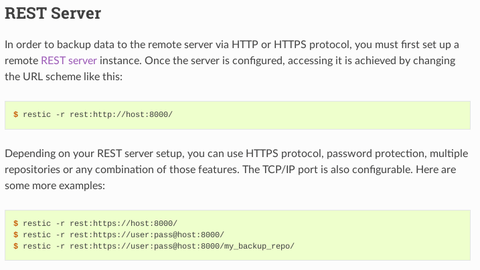 REST Server
In order to backup data to the remote server via HTTP or HTTPS protocol, you must first set up a
remote REST server instance. Once the server is configured, accessing it is achieved by changing
the URL scheme like this:
$ restic -r rest:http://host:8000/
Depending on your REST server setup, you can use HTTPS protocol, password protection, multiple
repositories or any combination of those features. The TCP/IP port is also configurable. Here are
some more examples:
$ restic -r rest:https://host:8000/
$ restic -r rest:https://user:pass@host:8000/
$ restic -r rest:https://user:pass@host:8000/my_backup_repo/